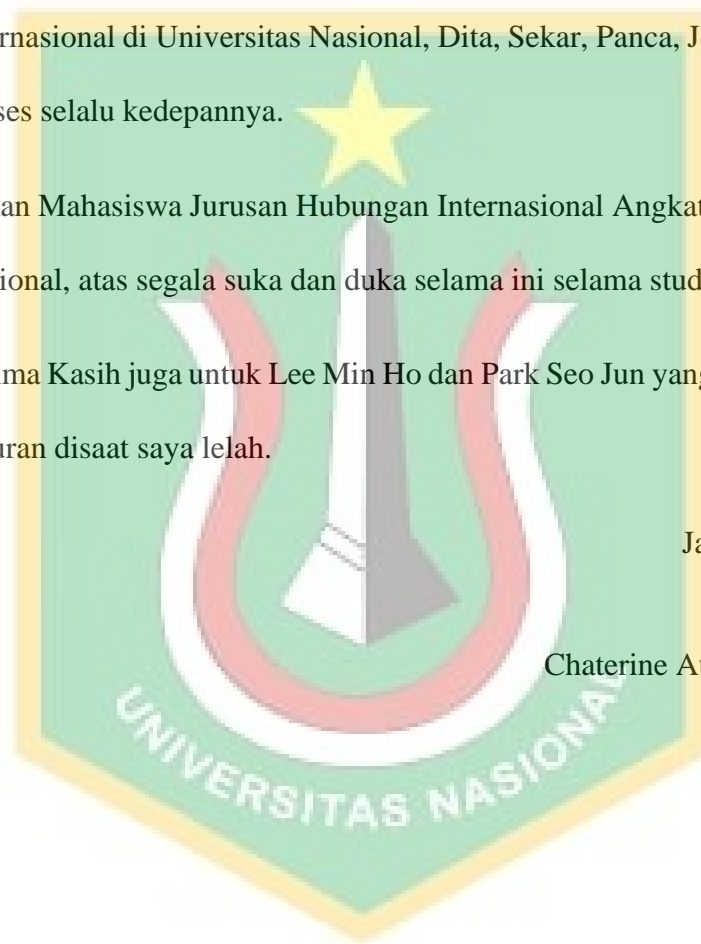 rnasional di Universitas Nasional, Dita, Sekar, Panca, J
ses selalu kedepannya.
an Mahasiswa Jurusan Hubungan Internasional Angkat
ional, atas segala suka dan duka selama ini selama stud
ma Kasih juga untuk Lee Min Ho dan Park Seo Jun yang
uran disaat saya lelah.
Ja
Chaterine Au
UNIVERSITAS NASIONAL